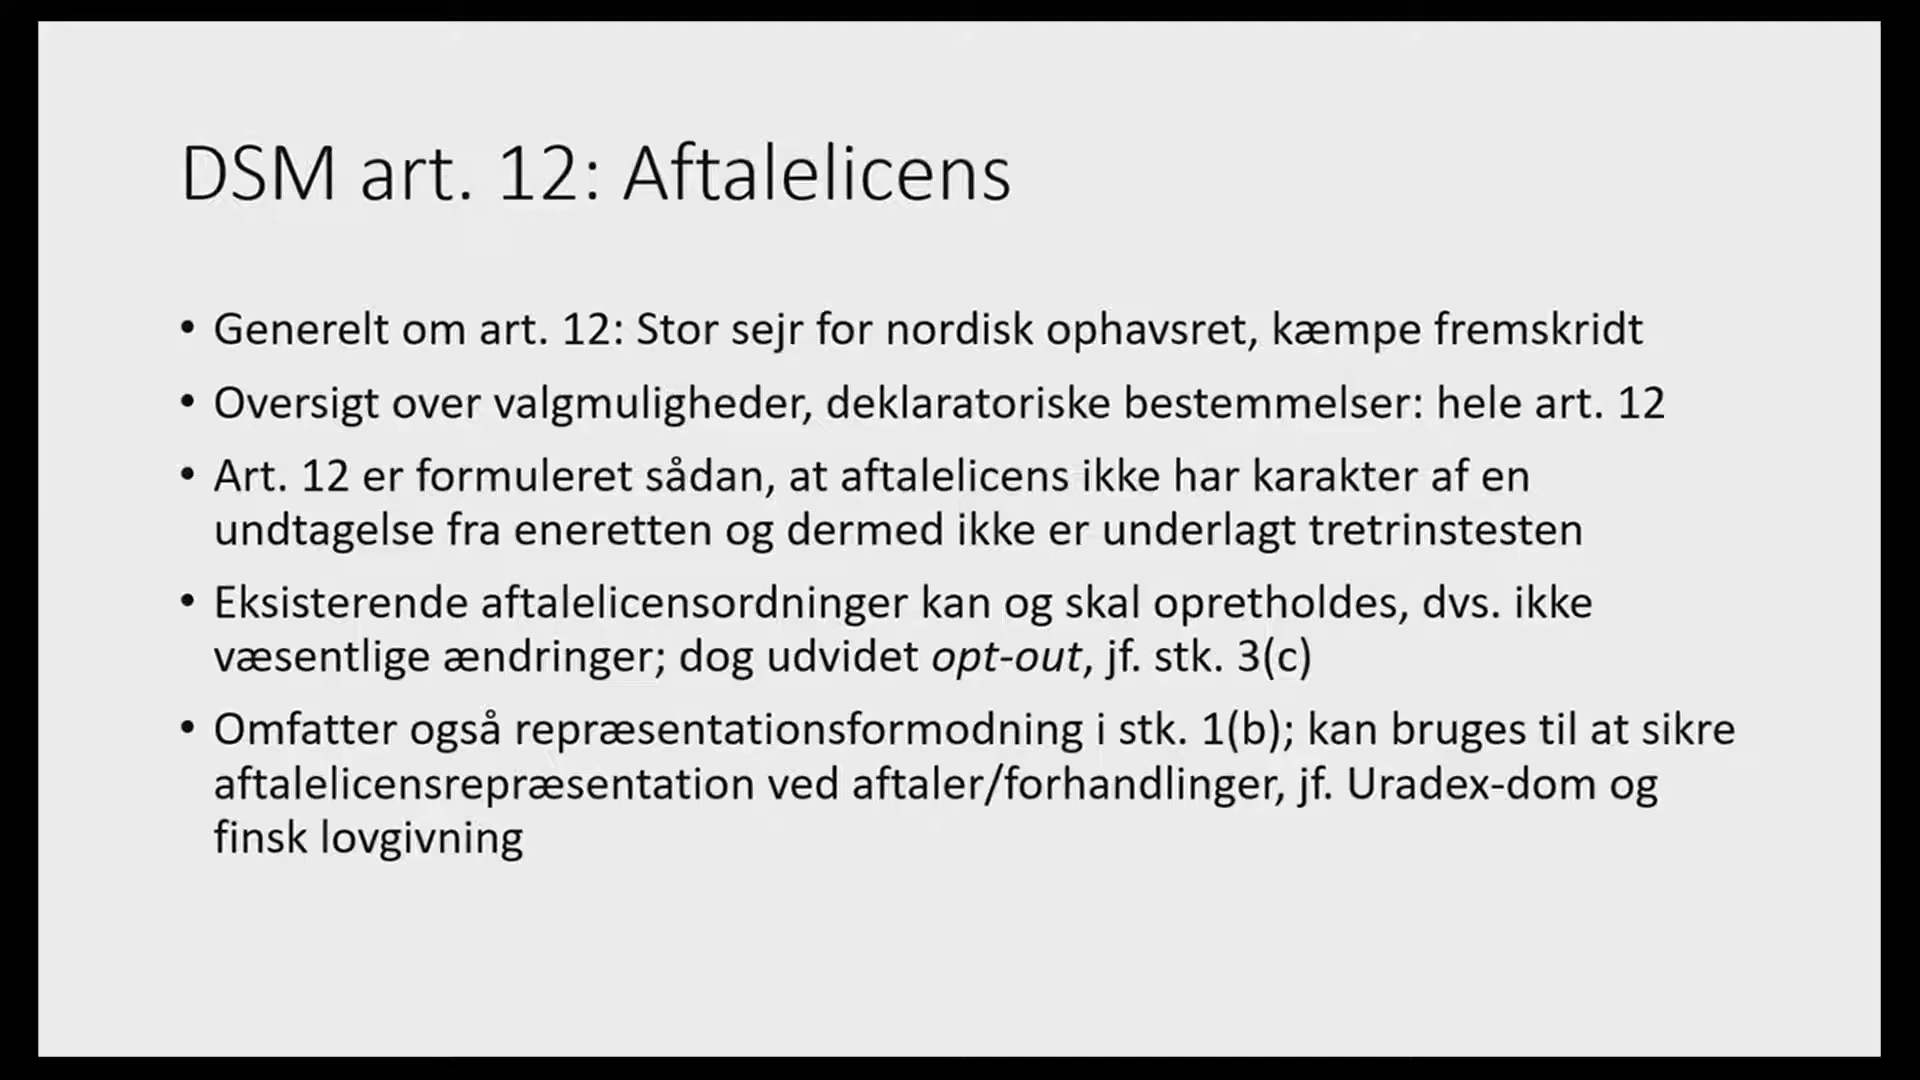 DSM art. 12: Aftalelicens
• Generelt om art. 12: Stor sejr for nordisk ophavsret, kæmpe fremskridt
• Oversigt over valgmuligheder, deklaratoriske bestemmelser: hele art. 12
• Art. 12 er formuleret sådan, at aftalelicens ikke har karakter af en
undtagelse fra eneretten og dermed ikke er underlagt tretrinstesten
• Eksisterende aftalelicensordninger kan og skal opretholdes, dvs. ikke
væsentlige ændringer; dog udvidet opt-out, jf. stk. 3(c)
• Omfatter også repræsentationsformodning i stk. 1(b); kan bruges til at sikre
aftalelicensrepræsentation ved aftaler/forhandlinger, jf. Uradex-dom og
finsk lovgivning